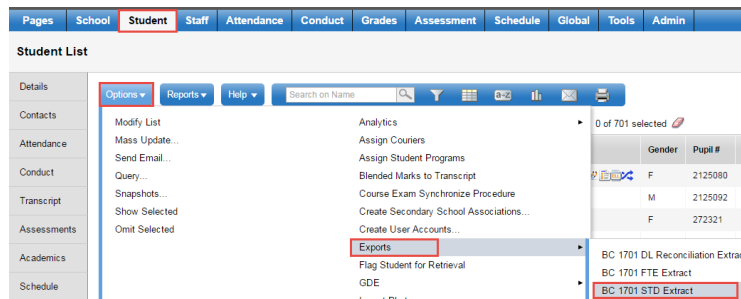 Pages School Student Staff Attendance Conduct Grades Assessment Schedule Global Tools Admin
Student List
Details
Contacts
Attendance
Conduct
Transcript
Assessments
Academics
Schedule
Options Reports Help Search on Name a-z
0 of 701 selected
Gender Pupil #
F 2125080
M 2125092
F 272321
Modify List
Mass Update...
Send Email...
Query...
Snapshots...
Show Selected
Omit Selected
Analytics
Assign Couriers
Assign Student Programs
Blended Marks to Transcript
Course Exam Synchronize Procedure
Create Secondary School Associations...
Create User Accounts...
Exports
Flag Student for Retrieval
GDE
BC 1701 DL Reconciliation Extrac
BC 1701 FTE Extract
BC 1701 STD Extract